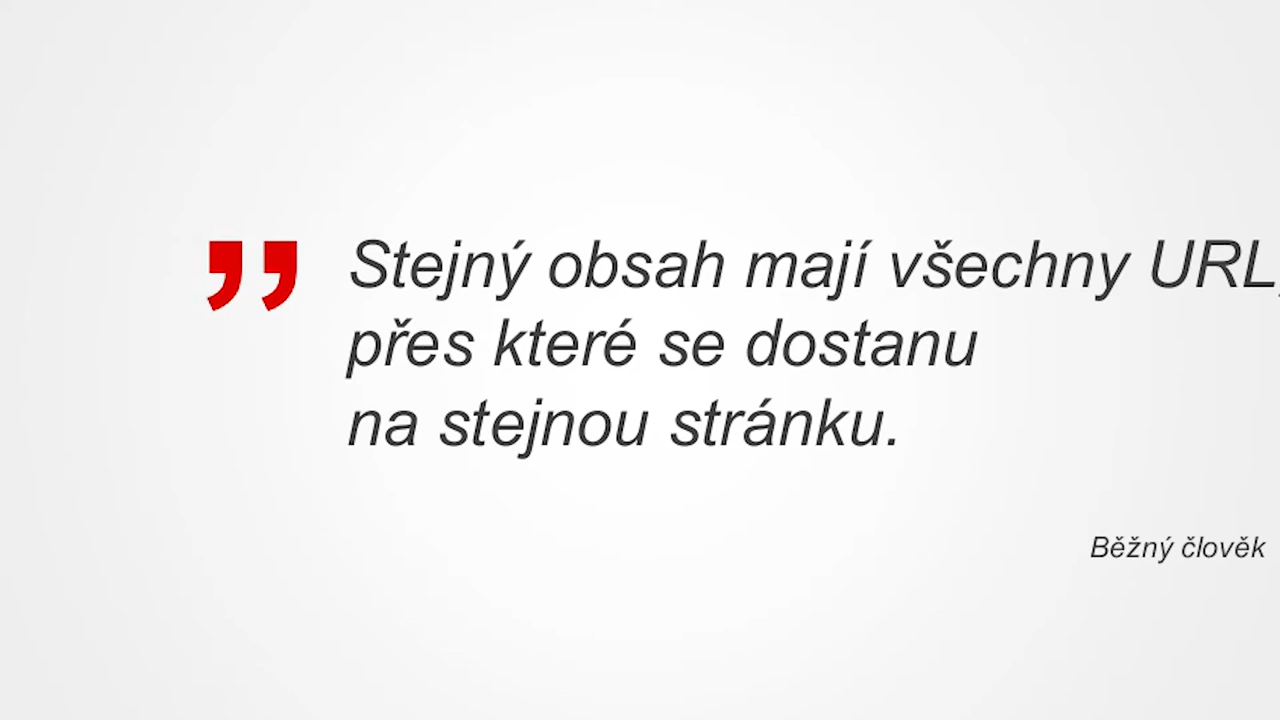 ” Stejný obsah mají všechny URL,
přes které se dostanu
na stejnou stránku.
Běžný člověk